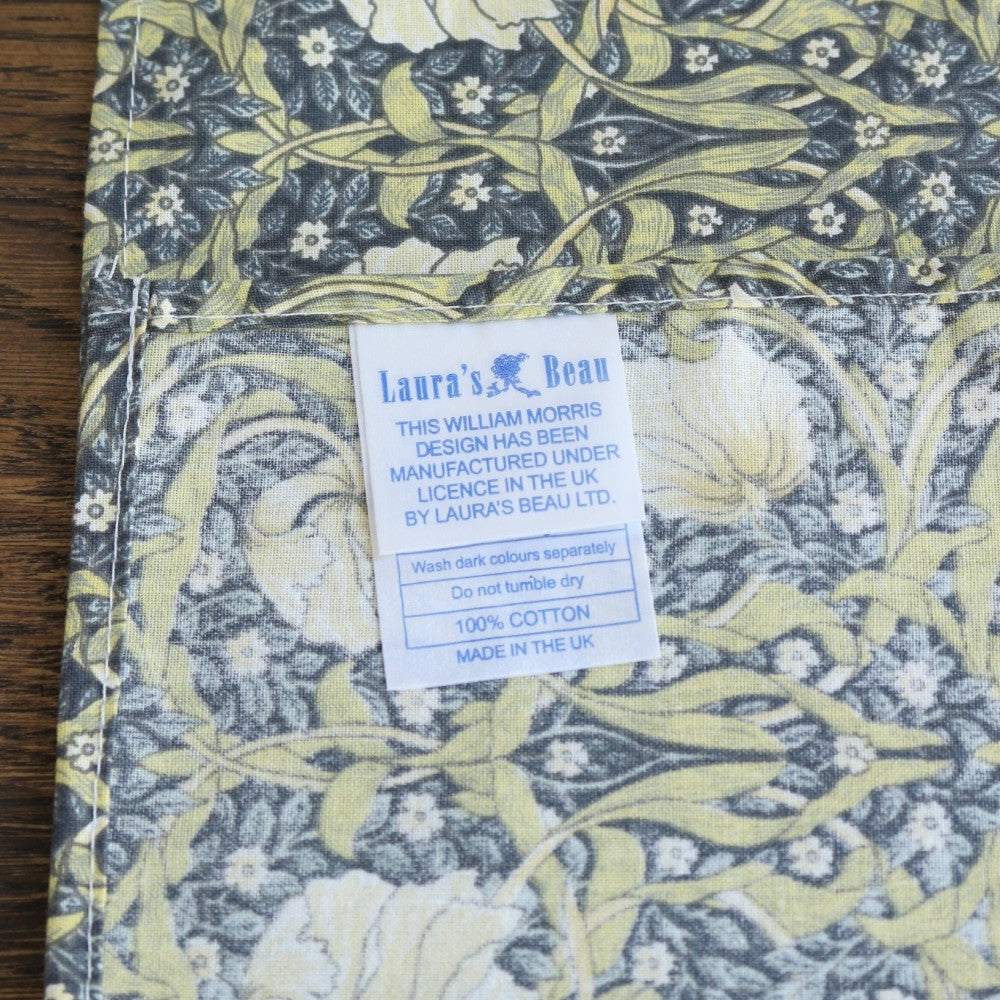 Laura's Beau
THIS WILLIAM MORRIS
DESIGN HAS BEEN
MANUFACTURED UNDER
LICENCE IN THE UK
BY LAURA'S BEAU LTD.
Wash dark colours separately
Do not tumble dry
100% COTTON
MADE IN THE UK